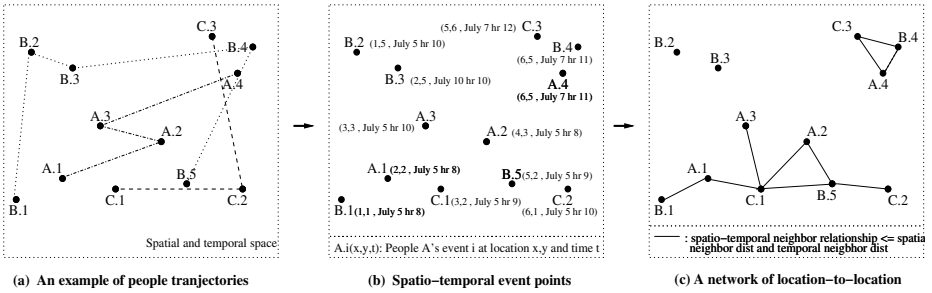 C.3
B.2
B.4
B.3
A.4
A.3
A.2
A.1
B.5
C.1
C.2
B.1
Spatial and temporal space
(a) An example of people tranjectories
(5,6 , July 7 hr 12) C.3
B.2 (1,5, July 5 hr 10)
B.4
(6,5 , July 7 hr 11)
B.3 (2,5 , July 10 hr 10)
A.4
(6,5 , July 7 hr 11)
A.3
(3,3 , July 5 hr 10)
A.2 (4,3 , July 5 hr 8)
A.1 (2,2 , July 5 hr 8)
B.5 (5,2 , July 5 hr 9)
C.1 (3,2 , July 5 hr 9)
C.2
(6,1 , July 5 hr 10)
B.1 (1,1 , July 5 hr 8)
A.i(x,y,t): People A's event i at location x,y and time t
(b) Spatio−temporal event points
C.3
B.4
B.2
B.3
A.4
A.3
A.2
A.1
C.1
B.5
C.2
B.1
: spatio−temporal neighbor relationship <= spatia
neighbor dist and temporal neigbhor dist
(c) A network of location−to−location